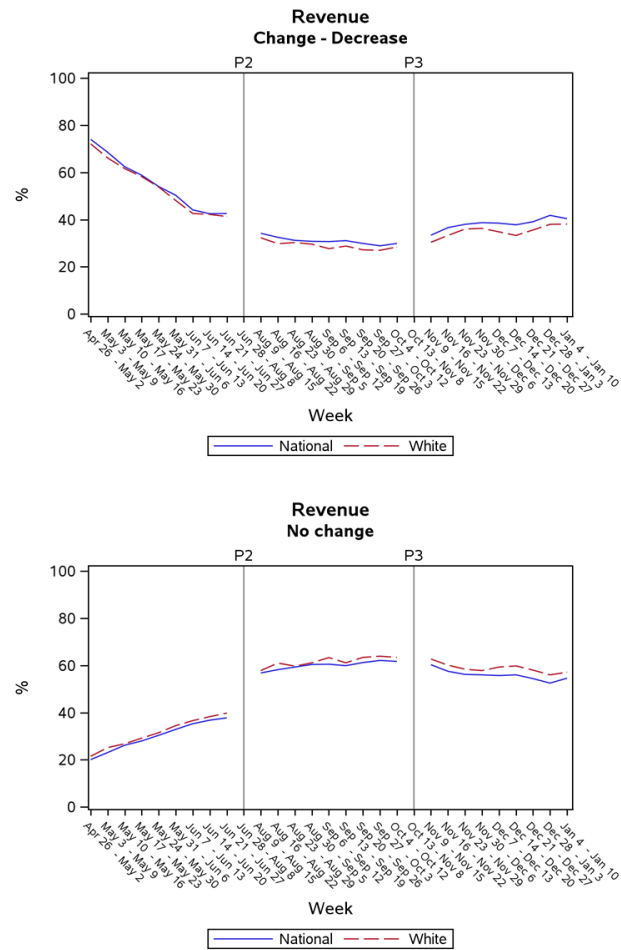 Revenue
Change - Decrease
P2
P3
100
80
60
40
20
0
%
Apr 26 - May 2
May 3 - May 9
May 10 - May 16
May 17 - May 23
May 24 - May 30
May 31 - Jun 6
Jun 7 - Jun 13
Jun 14 - Jun 20
Jun 21 - Jun 27
Jun 28 - Aug 8
Aug 9 - Aug 15
Aug 16 - Aug 22
Aug 23 - Aug 29
Aug 30 - Sep 5
Sep 6 - Sep 12
Sep 13 - Sep 19
Sep 20 - Sep 26
Sep 27 - Oct 3
Oct 4 - Oct 12
Oct 13 - Nov 8
Nov 9 - Nov 15
Nov 16 - Nov 22
Nov 23 - Nov 29
Nov 30 - Dec 6
Dec 7 - Dec 13
Dec 14 - Dec 20
Dec 21 - Dec 27
Dec 28 - Jan 3
Jan 4 - Jan 10
Week
National
White
Revenue
No change
P2
P3
100
80
60
40
20
0
%
Apr 26 - May 2
May 3 - May 9
May 10 - May 16
May 17 - May 23
May 24 - May 30
May 31 - Jun 6
Jun 7 - Jun 13
Jun 14 - Jun 20
Jun 21 - Jun 27
Jun 28 - Aug 8
Aug 9 - Aug 15
Aug 16 - Aug 22
Aug 23 - Aug 29
Aug 30 - Sep 5
Sep 6 - Sep 12
Sep 13 - Sep 19
Sep 20 - Sep 26
Sep 27 - Oct 3
Oct 4 - Oct 12
Oct 13 - Nov 8
Nov 9 - Nov 15
Nov 16 - Nov 22
Nov 23 - Nov 29
Nov 30 - Dec 6
Dec 7 - Dec 13
Dec 14 - Dec 20
Dec 21 - Dec 27
Dec 28 - Jan 3
Jan 4 - Jan 10
Week
National
White